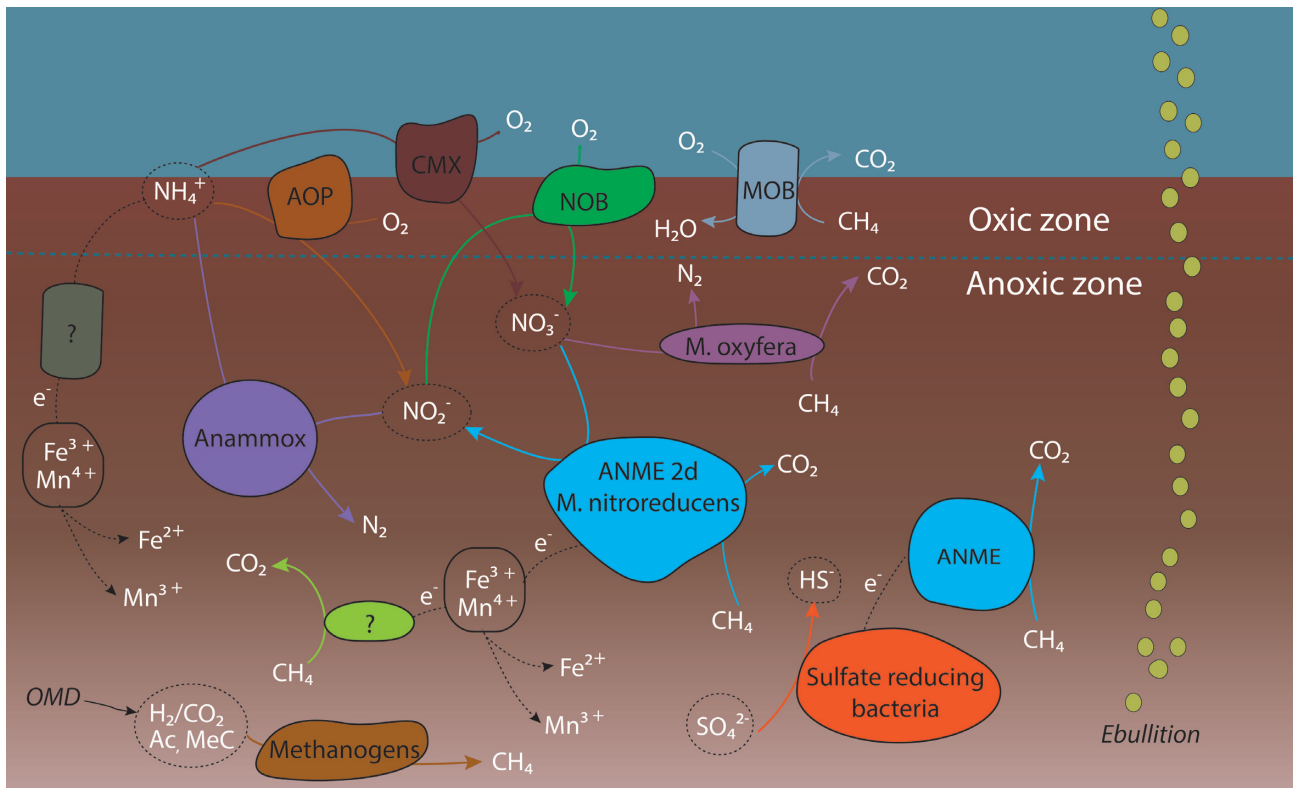 O₂
O₂
CMX
NH₄⁺
AOP
NOB
O₂
O₂
MOB
CO₂
H₂O
CH₄
Oxic zone
N₂
CO₂
Anoxic zone
?
NO₃⁻
M. oxyfera
e⁻
NO₂⁻
CH₄
Fe³⁺
Mn⁴⁺
Anammox
ANME 2d
M. nitroreducens
CO₂
CO₂
N₂
Fe²⁺
Mn³⁺
CO₂
e⁻
Fe³⁺
Mn⁴⁺
e⁻
?
CH₄
CH₄
HS⁻
e⁻
ANME
CH₄
Fe²⁺
Mn³⁺
Sulfate reducing
bacteria
SO₄²⁻
OMD
H₂/CO₂
Ac, MeC
Methanogens
CH₄
Ebullition